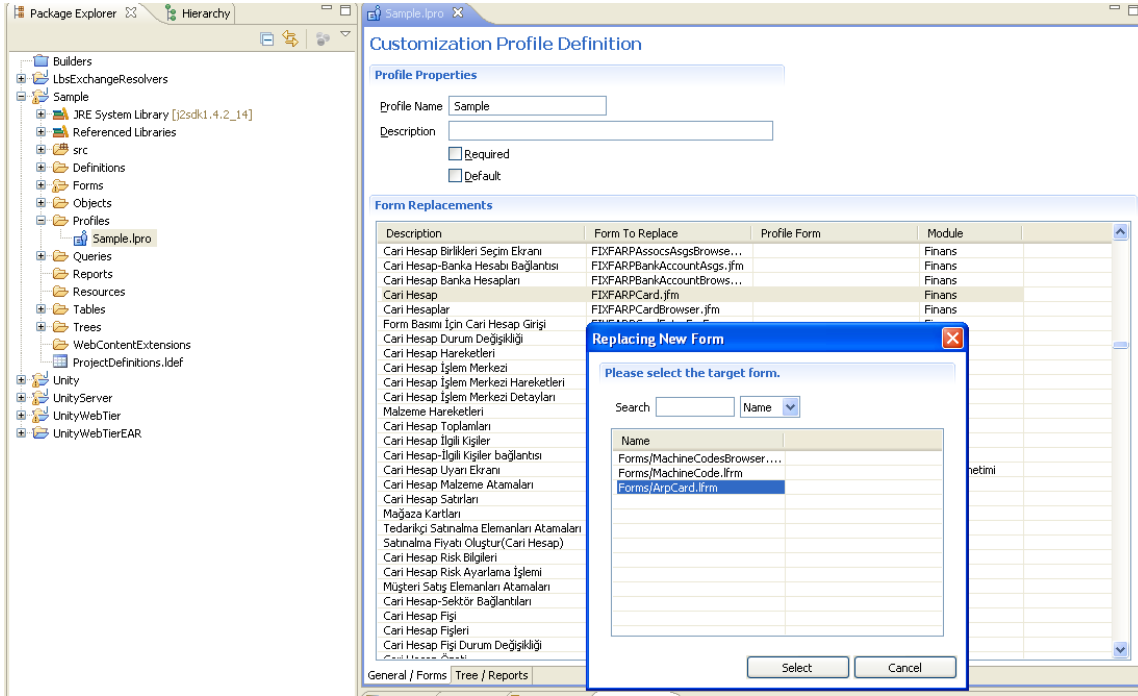 Package Explorer
Hierarchy
Builders
LbsExchangeResolvers
Sample
JRE System Library [j2sdk1.4.2_14]
Referenced Libraries
src
Definitions
Forms
Objects
Profiles
Sample.lpro
Queries
Reports
Resources
Tables
Trees
WebContentExtensions
ProjectDefinitions.ldef
Unity
UnityServer
UnityWebTier
UnityWebTierEAR
Sample.lpro
Customization Profile Definition
Profile Properties
Profile Name Sample
Description
Required
Default
Form Replacements
Description Form To Replace Profile Form Module
Cari Hesap Birlikleri Seçim Ekranı FIXFARPAssocsAsgsBrowse... Finans
Cari Hesap-Banka Hesabı Bağlantısı FIXFARPBankAccountAsgs.jfm Finans
Cari Hesap Banka Hesapları FIXFARPBankAccountBrows... Finans
Cari Hesap FIXFARPCard.jfm Finans
Cari Hesaplar FIXFARPCardBrowser.jfm Finans
Form Basımı İçin Cari Hesap Girişi
Cari Hesap Durum Değişikliği
Cari Hesap Hareketleri
Cari Hesap İşlem Merkezi
Cari Hesap İşlem Merkezi Hareketleri
Cari Hesap İşlem Merkezi Detayları
Malzeme Hareketleri
Cari Hesap Toplamları
Cari Hesap İlgili Kişiler
Cari Hesap-İlgili Kişiler bağlantısı
Cari Hesap Uyarı Ekranı netimi
Cari Hesap Malzeme Atamaları
Cari Hesap Satırları
Mağaza Kartları
Tedarikçi Satınalma Elemanları Atamaları
Satınalma Fiyatı Oluştur(Cari Hesap)
Cari Hesap Risk Bilgileri
Cari Hesap Risk Ayarlama İşlemi
Müşteri Satış Elemanları Atamaları
Cari Hesap-Sektör Bağlantıları
Cari Hesap Fişi
Cari Hesap Fişleri
Cari Hesap Fişi Durum Değişikliği
General / Forms Tree / Reports
Replacing New Form
Please select the target form.
Search Name
Name
Forms/MachineCodesBrowser....
Forms/MachineCode.lfrm
Forms/ArpCard.lfrm
Select Cancel